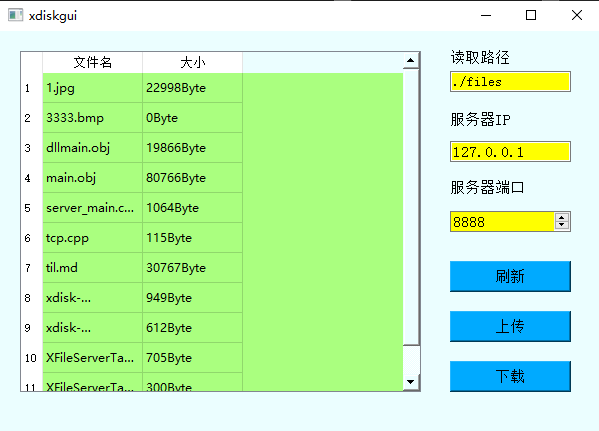 xdiskgui
文件名 大小
1 1.jpg 22998Byte
2 3333.bmp 0Byte
3 dllmain.obj 19866Byte
4 main.obj 80766Byte
5 server_main.c... 1064Byte
6 tcp.cpp 115Byte
7 til.md 30767Byte
8 xdisk-... 949Byte
9 xdisk-... 612Byte
10 XFileServerTa... 705Byte
11 XFileServerTa... 300Byte
读取路径
./files
服务器IP
127.0.0.1
服务器端口
8888
刷新
上传
下载